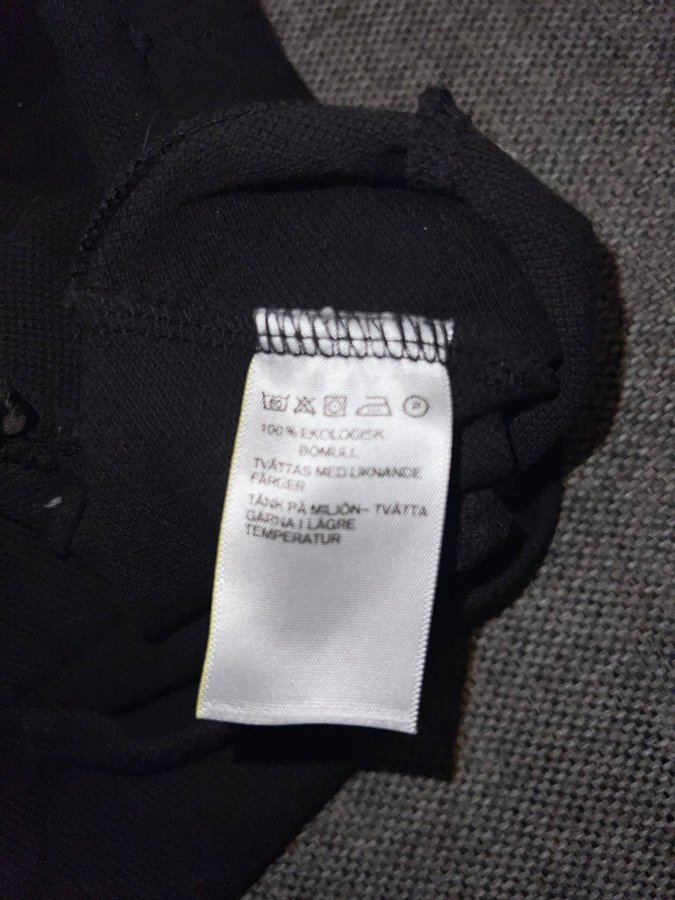 100% EKOLOGISK
BOMULL
TVÄTTAS MED LIKNANDE
FÄRGER
TÄNK PÅ MILJÖN- TVÄTTA
GÄRNA I LÄGRE
TEMPERATUR